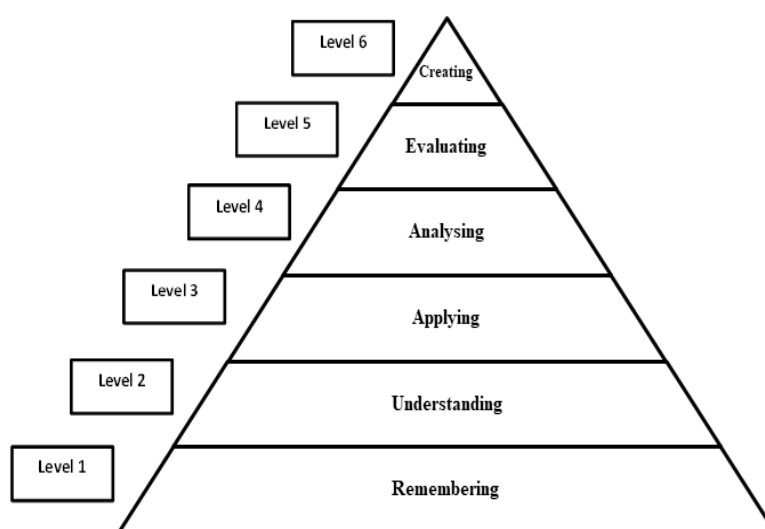 Level 6
Creating
Level 5
Evaluating
Level 4
Analysing
Level 3
Applying
Level 2
Understanding
Level 1
Remembering